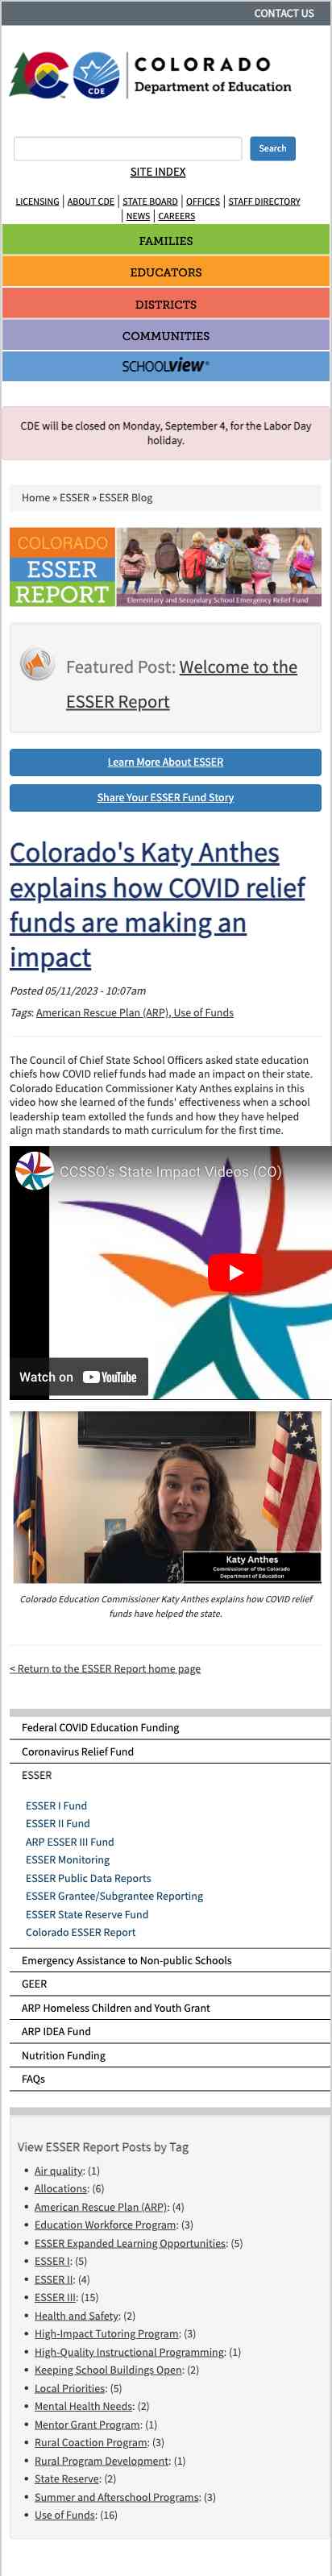 CONTACT US
COLORADO
Department of Education
CDE
Search
SITE INDEX
LICENSING | ABOUT CDE | STATE BOARD | OFFICES | STAFF DIRECTORY
| NEWS | CAREERS
FAMILIES
EDUCATORS
DISTRICTS
COMMUNITIES
SCHOOLVIEW®
CDE will be closed on Monday, September 4, for the Labor Day
holiday.
Home » ESSER » ESSER Blog
COLORADO
ESSER
REPORT
Elementary and Secondary School Emergency Relief Fund
Featured Post: Welcome to the
ESSER Report
Learn More About ESSER
Share Your ESSER Fund Story
Colorado's Katy Anthes
explains how COVID relief
funds are making an
impact
Posted 05/11/2023 - 10:07am
Tags: American Rescue Plan (ARP), Use of Funds
The Council of Chief State School Officers asked state education
chiefs how COVID relief funds had made an impact on their state.
Colorado Education Commissioner Katy Anthes explains in this
video how she learned of the funds' effectiveness when a school
leadership team extolled the funds and how they have helped
align math standards to math curriculum for the first time.
CCSSO's State Impact Videos (CO)
Watch on YouTube
Katy Anthes
Commissioner of the Colorado
Department of Education
Colorado Education Commissioner Katy Anthes explains how COVID relief
funds have helped the state.
< Return to the ESSER Report home page
Federal COVID Education Funding
Coronavirus Relief Fund
ESSER
ESSER I Fund
ESSER II Fund
ARP ESSER III Fund
ESSER Monitoring
ESSER Public Data Reports
ESSER Grantee/Subgrantee Reporting
ESSER State Reserve Fund
Colorado ESSER Report
Emergency Assistance to Non-public Schools
GEER
ARP Homeless Children and Youth Grant
ARP IDEA Fund
Nutrition Funding
FAQs
View ESSER Report Posts by Tag
• Air quality: (1)
• Allocations: (6)
• American Rescue Plan (ARP): (4)
• Education Workforce Program: (3)
• ESSER Expanded Learning Opportunities: (5)
• ESSER I: (5)
• ESSER II: (4)
• ESSER III: (15)
• Health and Safety: (2)
• High-Impact Tutoring Program: (3)
• High-Quality Instructional Programming: (1)
• Keeping School Buildings Open: (2)
• Local Priorities: (5)
• Mental Health Needs: (2)
• Mentor Grant Program: (1)
• Rural Coaction Program: (3)
• Rural Program Development: (1)
• State Reserve: (2)
• Summer and Afterschool Programs: (3)
• Use of Funds: (16)